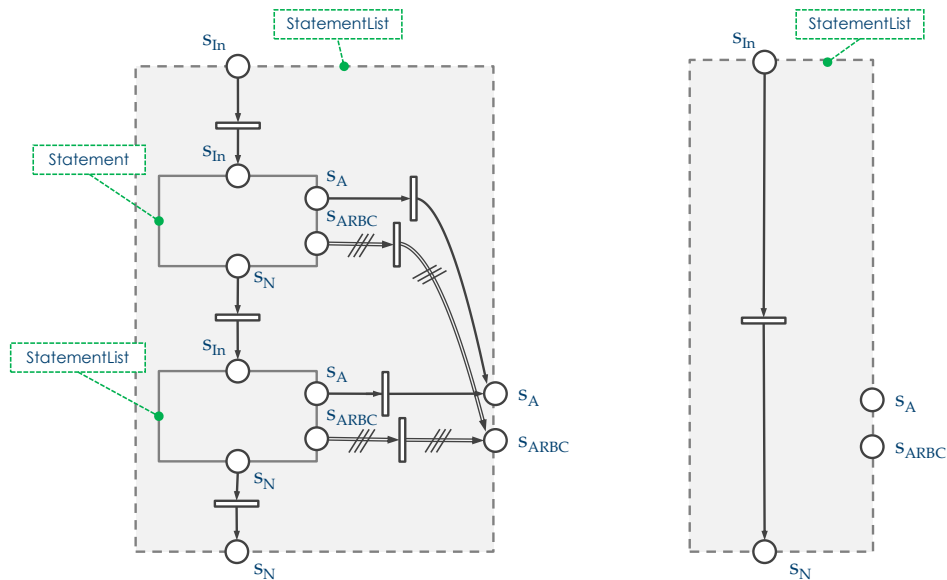 StatementList
s_In
s_In
Statement
s_A
s_ARBC
s_N
s_In
StatementList
s_A
s_ARBC
s_N
s_A
s_ARBC
s_N
StatementList
s_In
s_A
s_ARBC
s_N